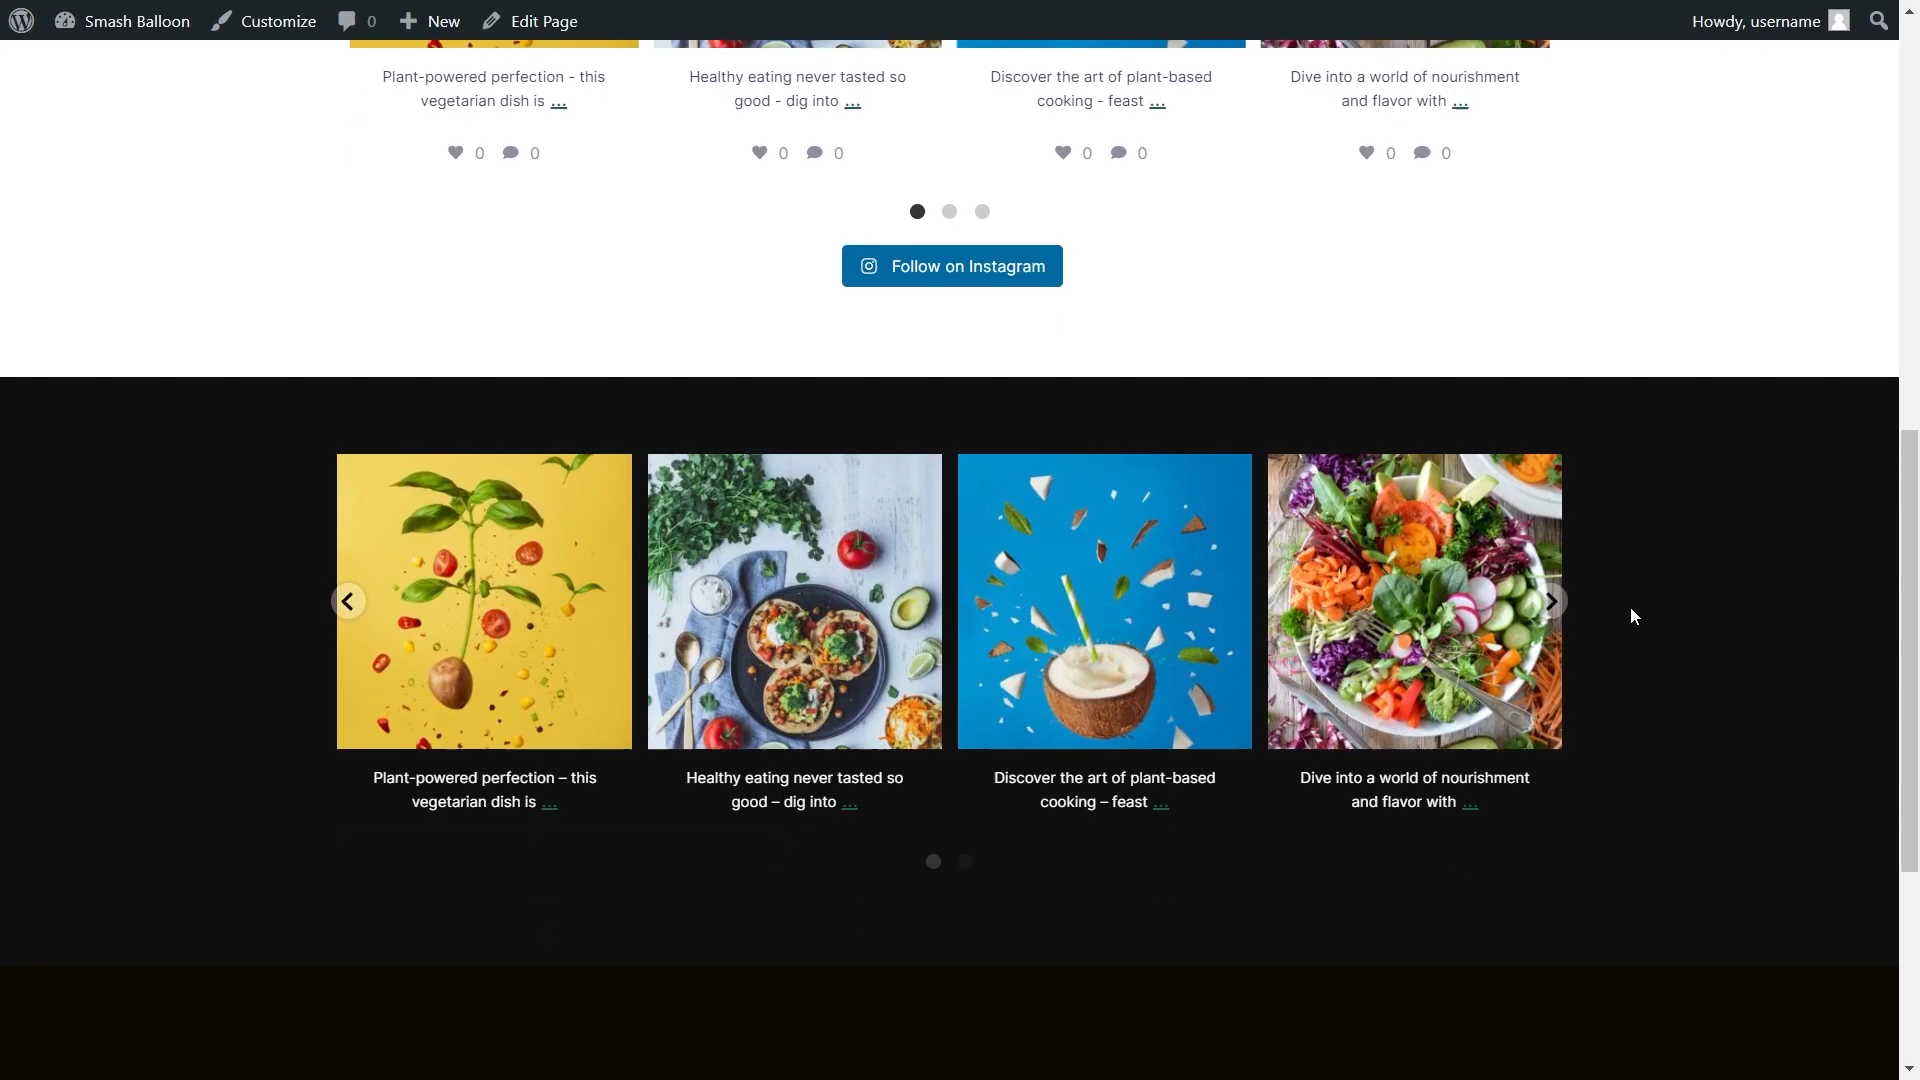 Smash Balloon Customize 0 New Edit Page Howdy, username
Plant-powered perfection - this
vegetarian dish is ...
Healthy eating never tasted so
good - dig into ...
Discover the art of plant-based
cooking - feast ...
Dive into a world of nourishment
and flavor with ...
0 0
0 0
0 0
0 0
Follow on Instagram
Plant-powered perfection – this
vegetarian dish is ...
Healthy eating never tasted so
good – dig into ...
Discover the art of plant-based
cooking – feast ...
Dive into a world of nourishment
and flavor with ...